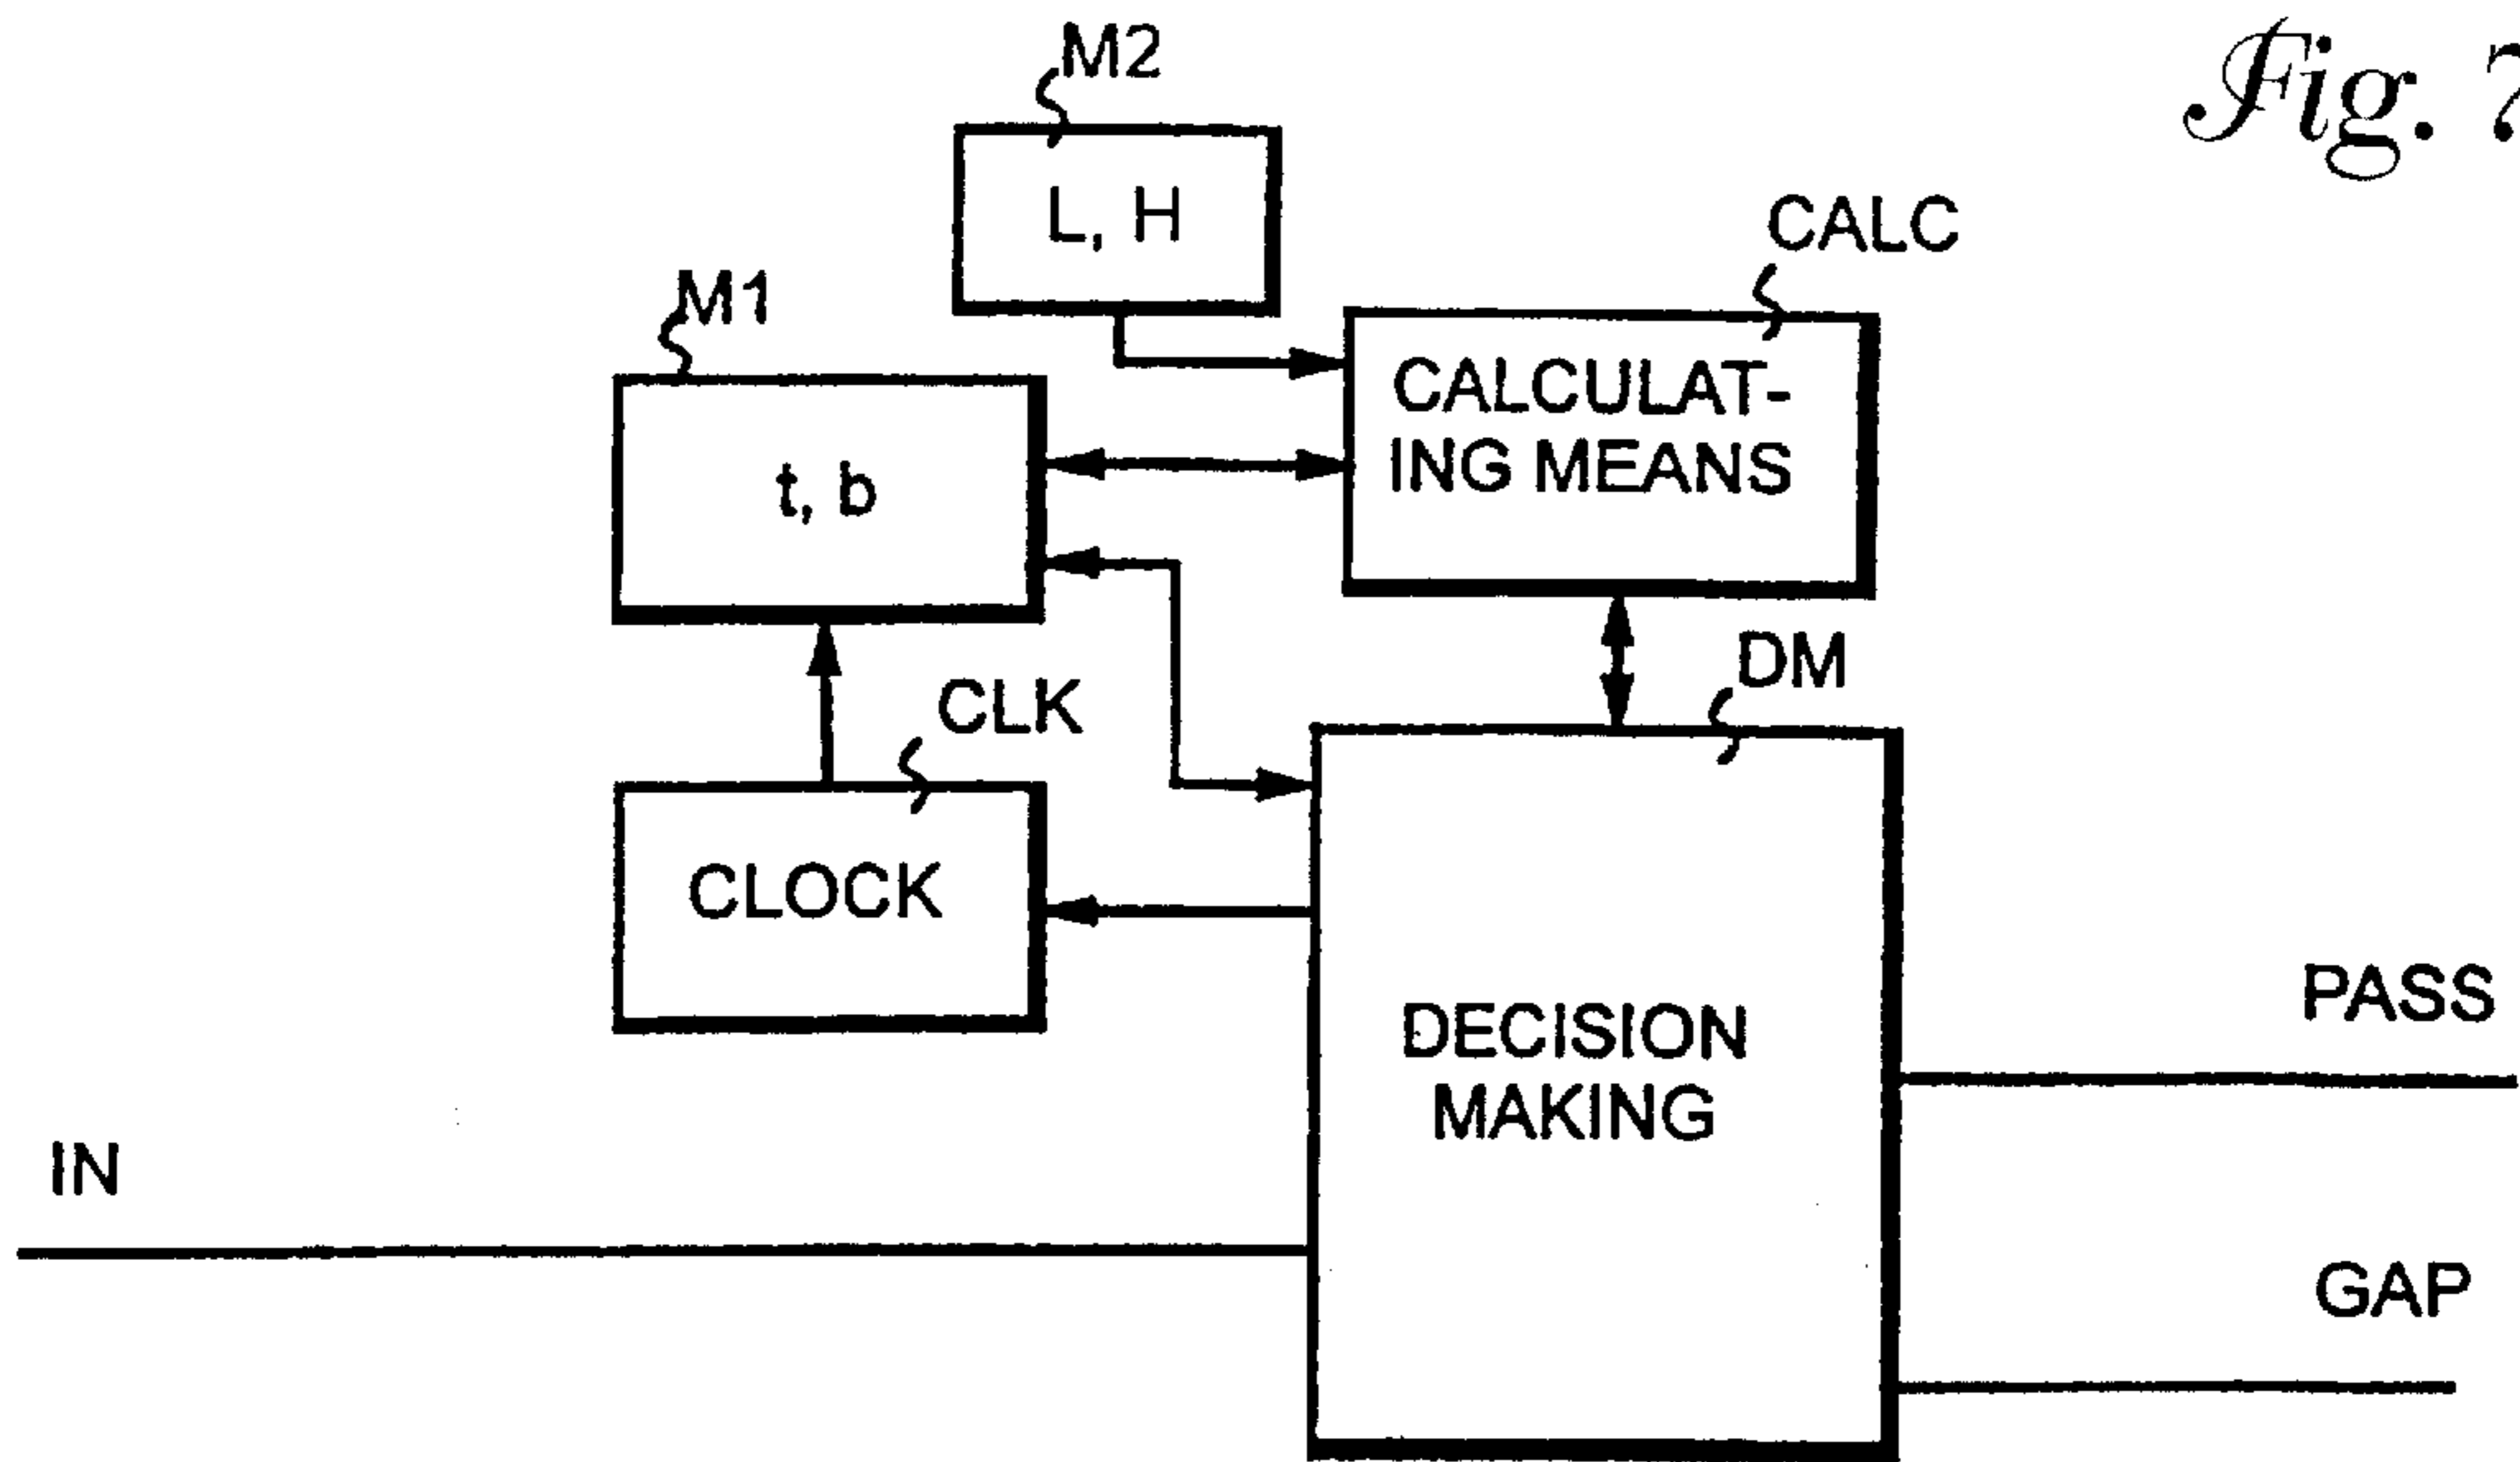 Fig. 7
M2
L, H
CALC
M1
CALCULAT-
ING MEANS
t, b
DM
CLK
CLOCK
DECISION
MAKING
PASS
IN
GAP